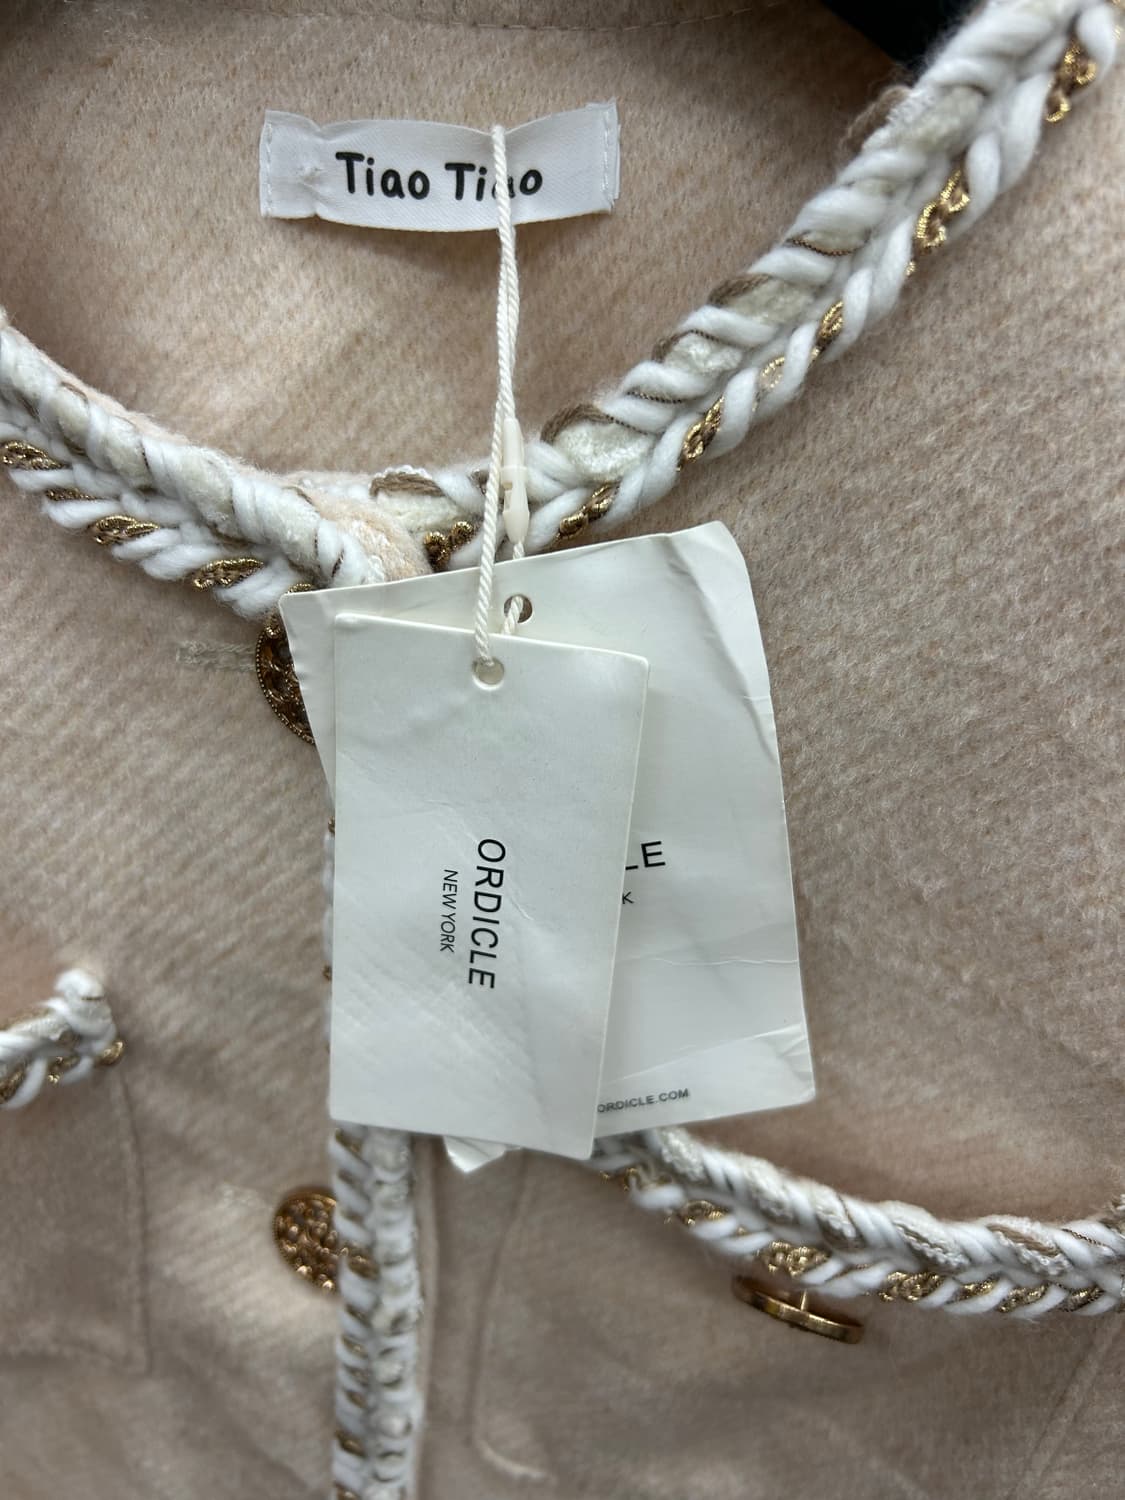 Tiao Tiao
ORDICLE
NEW YORK
LE
K
ORDICLE.COM